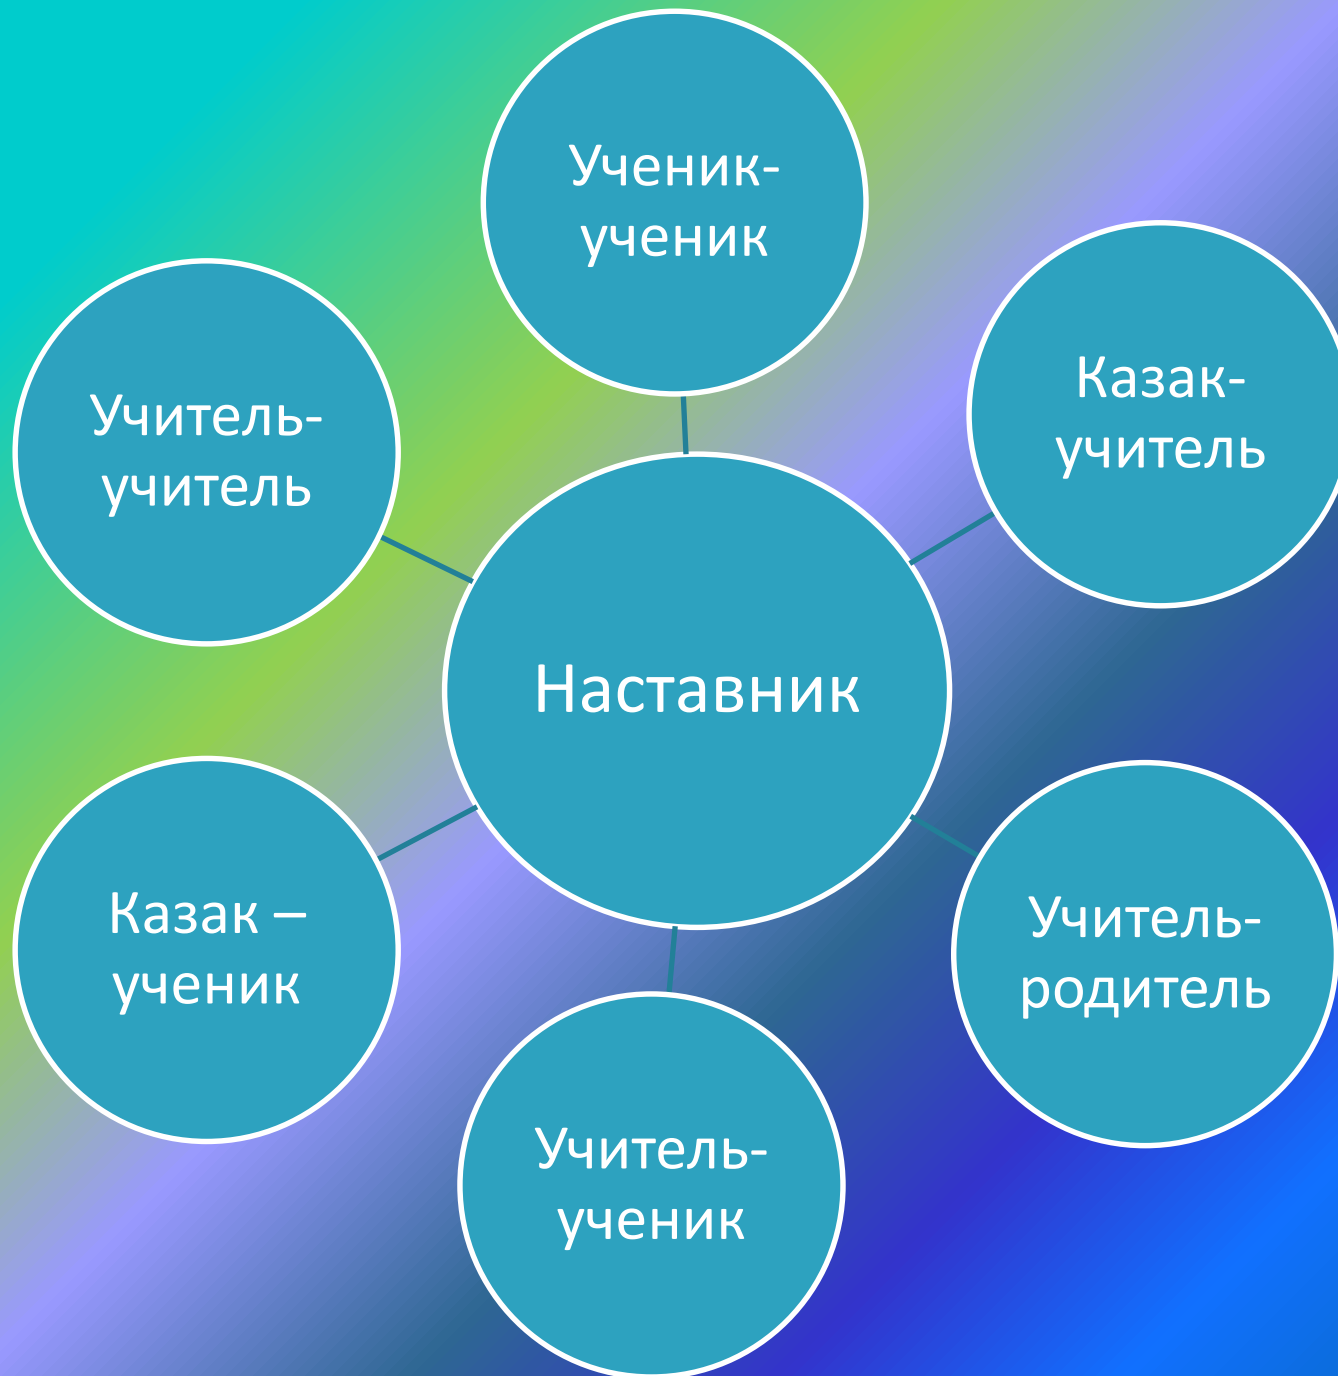 Ученик-
ученик
Казак-
учитель
Учитель-
учитель
Наставник
Казак –
ученик
Учитель-
родитель
Учитель-
ученик